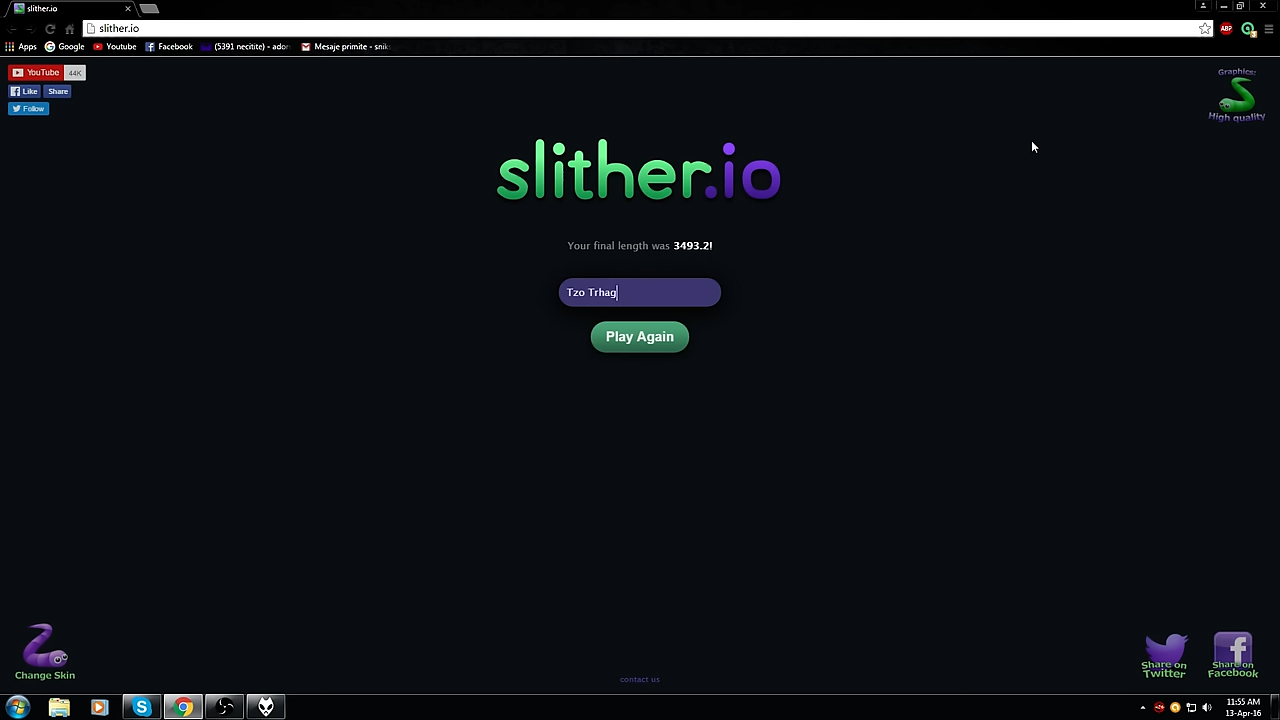 slither.io
slither.io
Apps Google Youtube Facebook (5391 necitite) - ador Mesaje primite - snik
YouTube 44K
Like Share
Follow
Graphics:
High quality
slither.io
Your final length was 3493.2!
Tzo Trhag
Play Again
Change Skin
contact us
Share on Twitter
Share on Facebook
11:55 AM
13-Apr-16